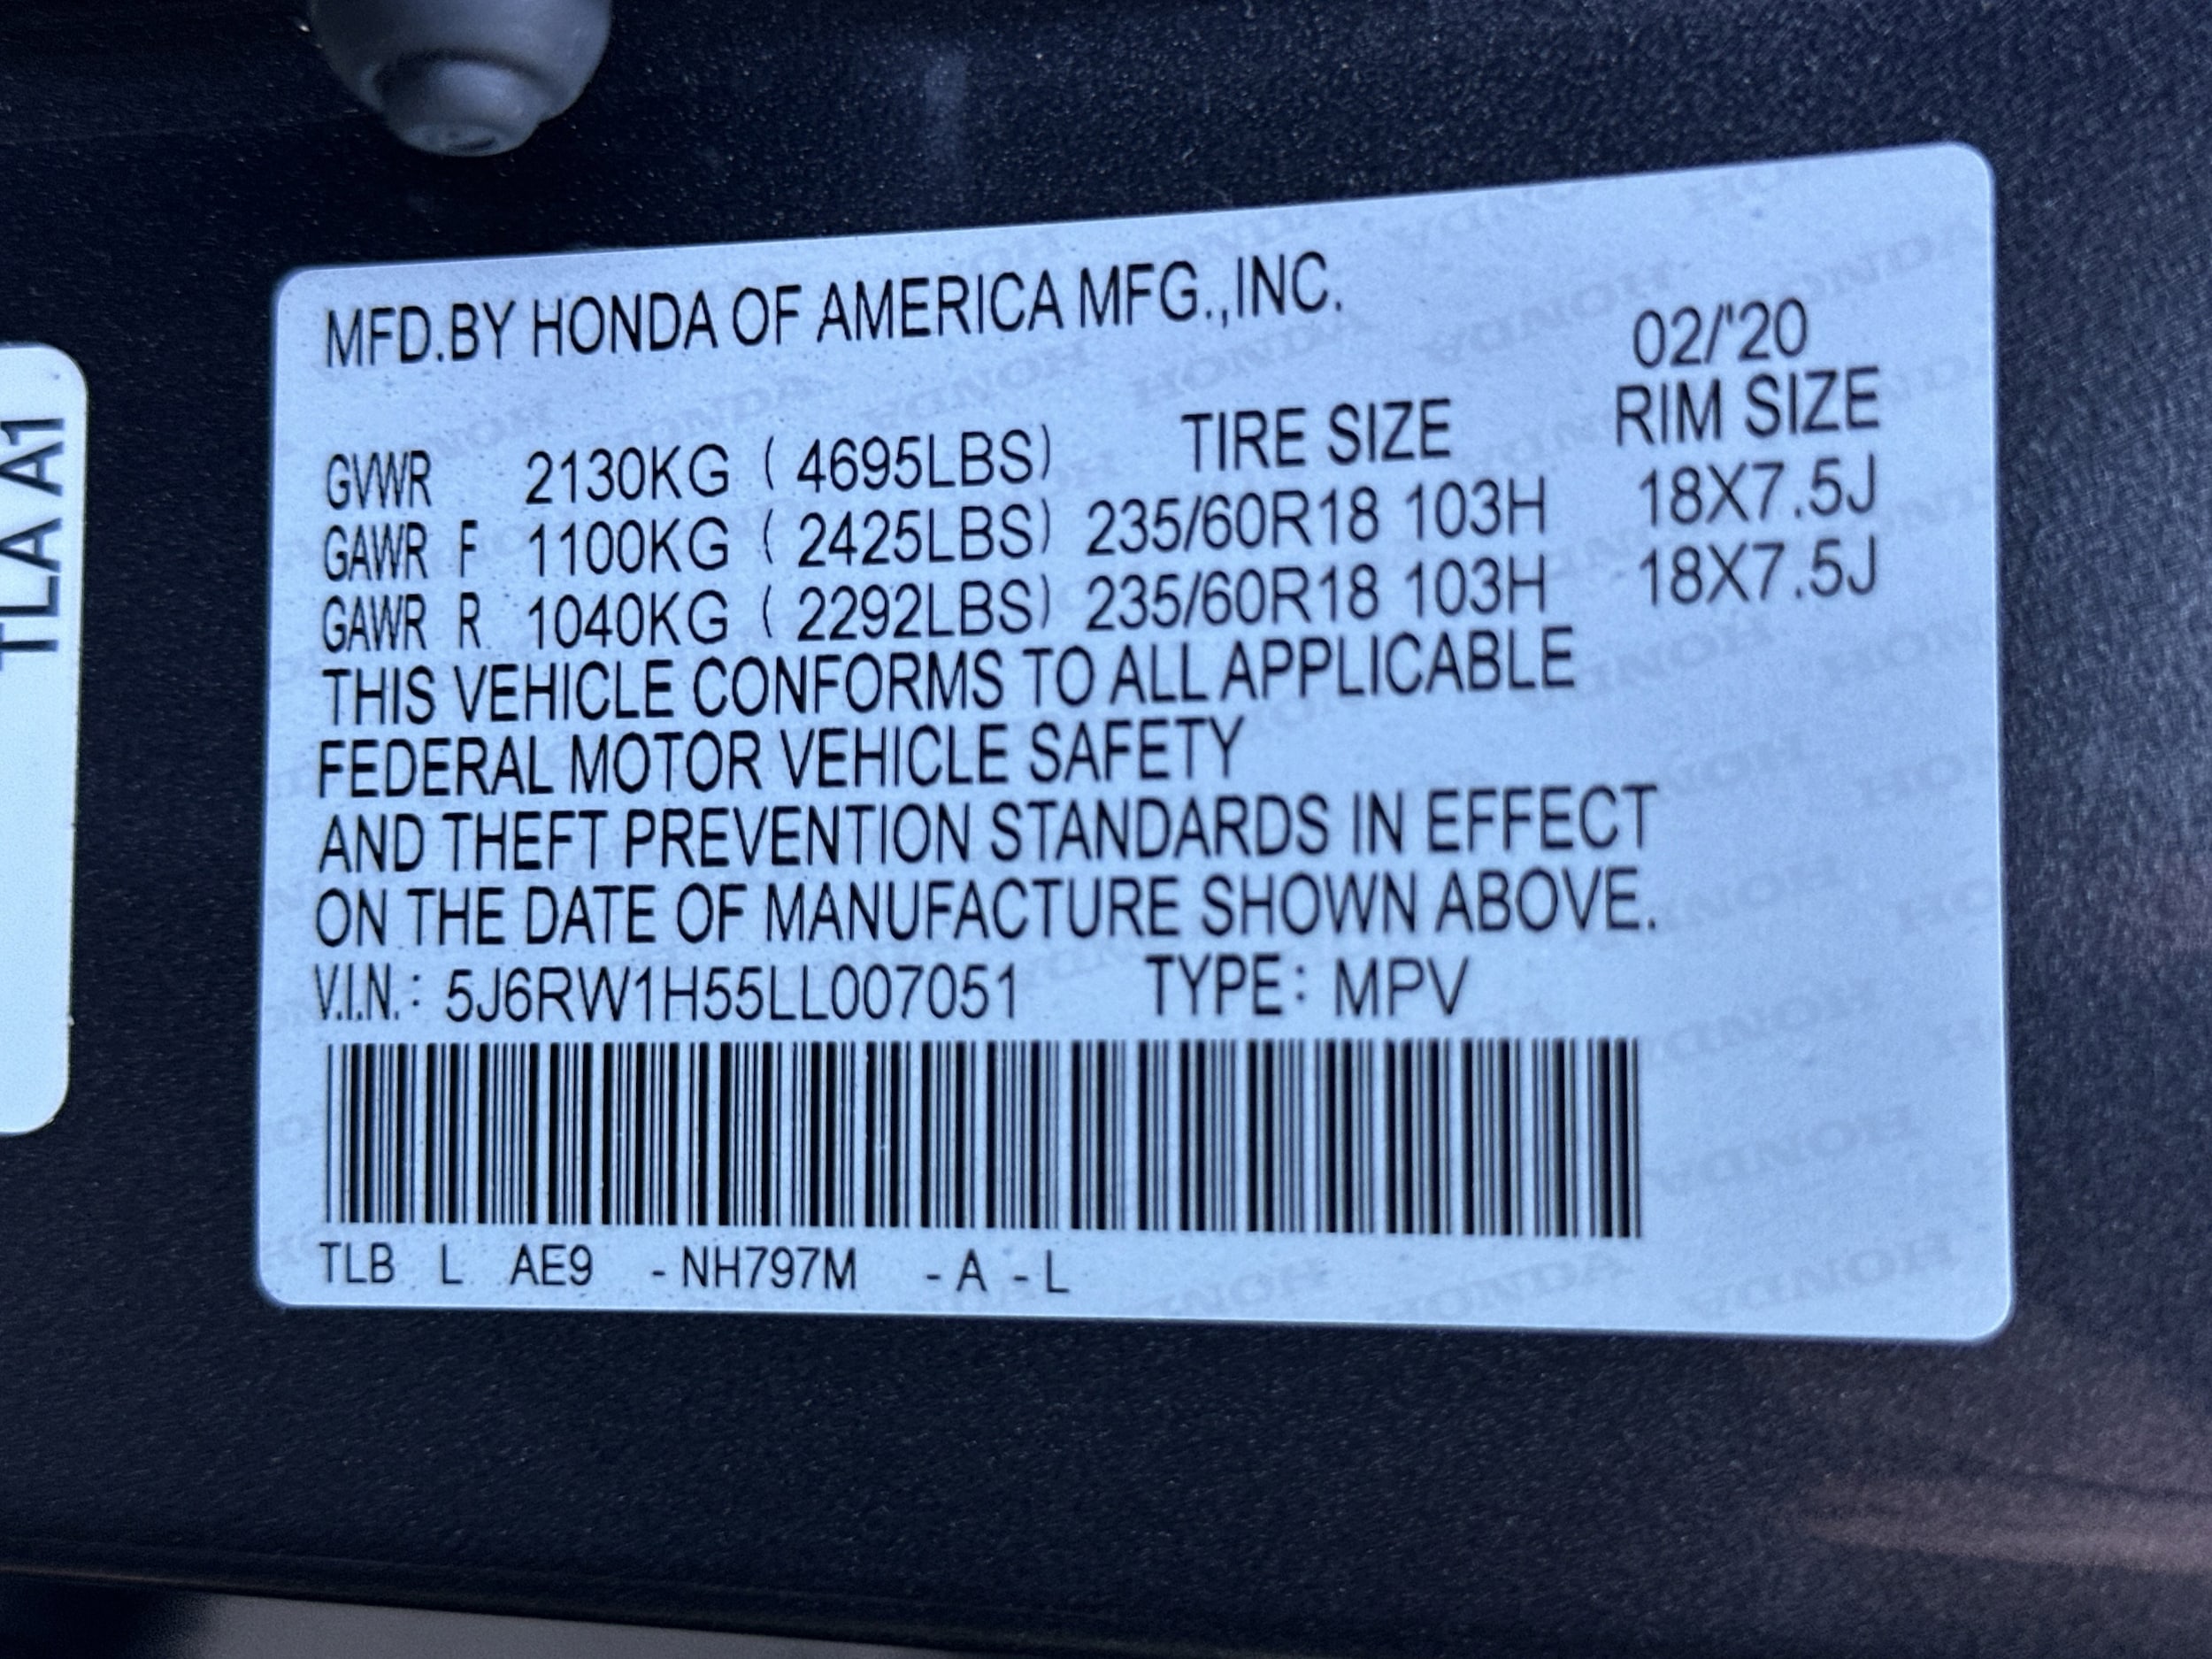 MFD.BY HONDA OF AMERICA MFG.,INC.
02/'20
TIRE SIZE RIM SIZE
GVWR 2130KG ( 4695LBS)
GAWR F 1100KG ( 2425LBS) 235/60R18 103H 18X7.5J
GAWR R 1040KG ( 2292LBS) 235/60R18 103H 18X7.5J
THIS VEHICLE CONFORMS TO ALL APPLICABLE
FEDERAL MOTOR VEHICLE SAFETY
AND THEFT PREVENTION STANDARDS IN EFFECT
ON THE DATE OF MANUFACTURE SHOWN ABOVE.
V.I.N.: 5J6RW1H55LL007051 TYPE: MPV
TLB L AE9 - NH797M - A - L
TLA A1